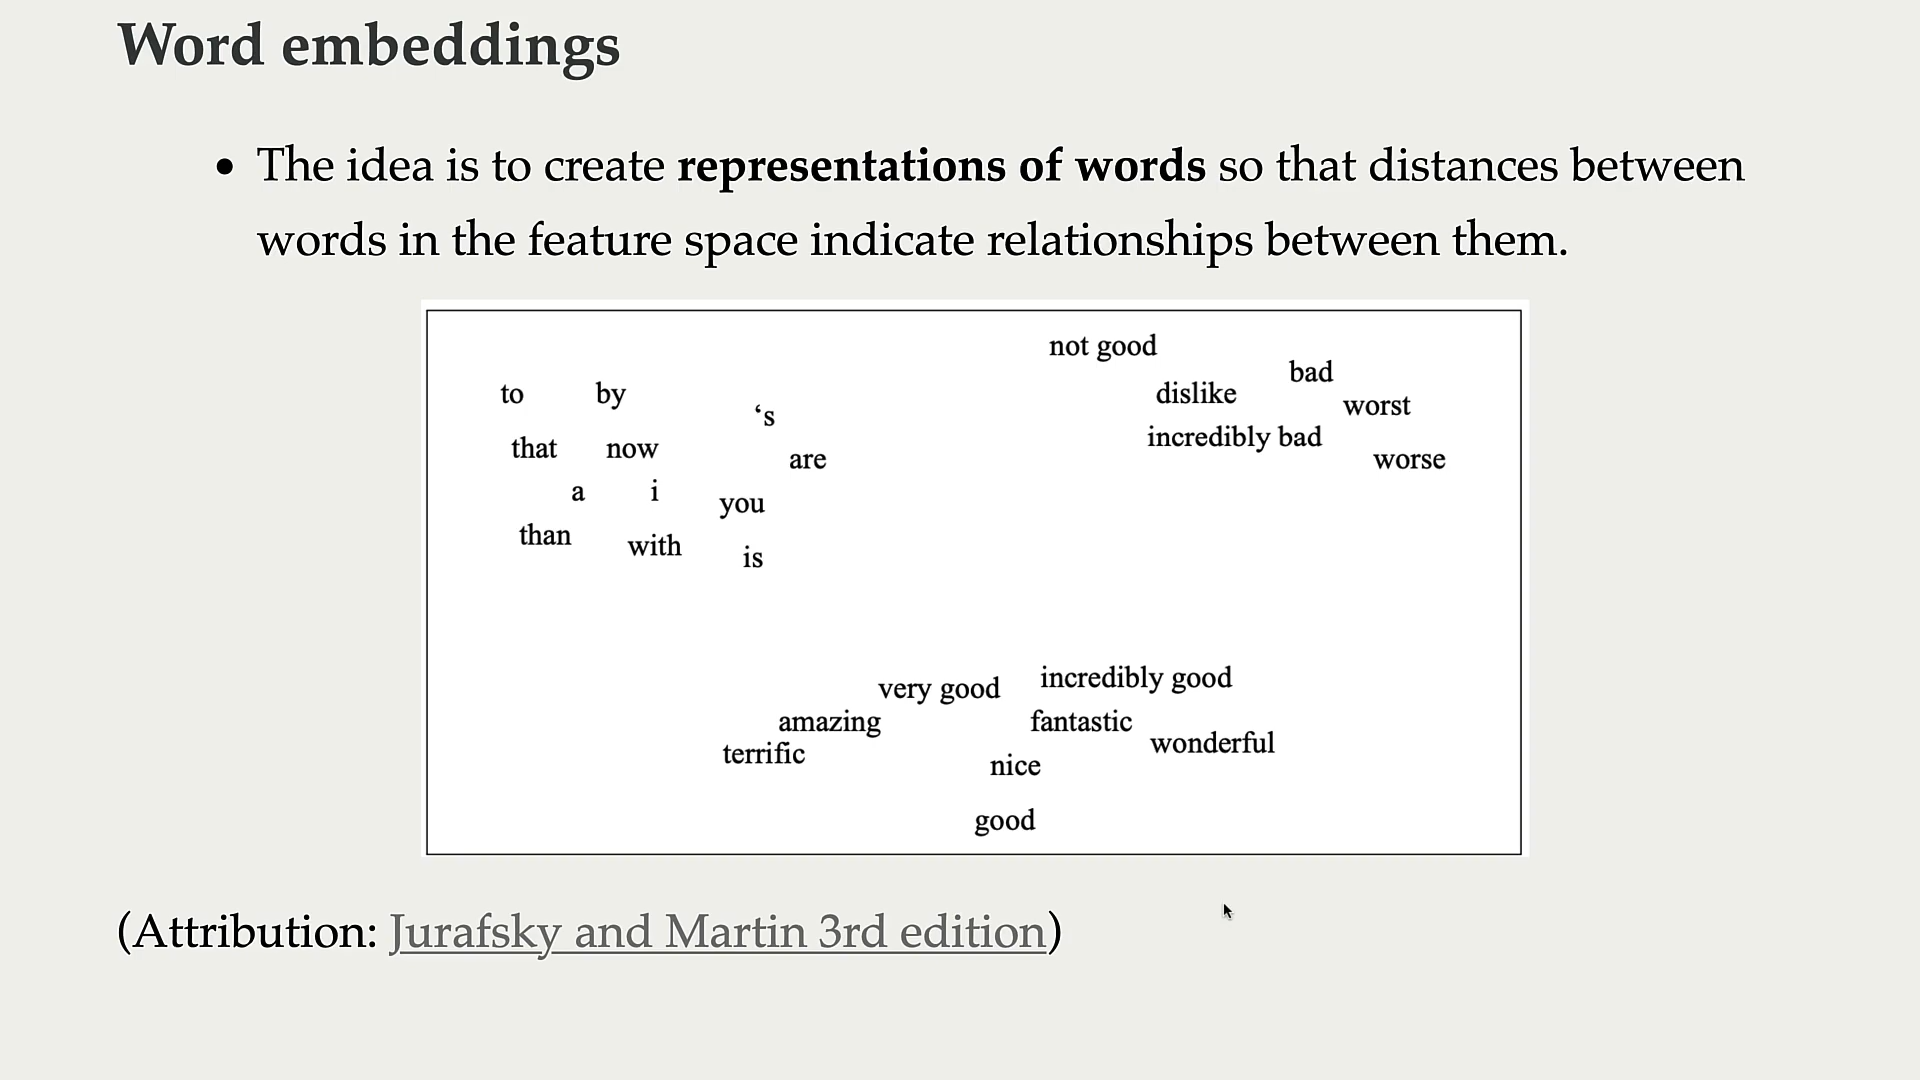 Word embeddings
• The idea is to create representations of words so that distances between
words in the feature space indicate relationships between them.
not good
bad
to by dislike worst
‘s
that now incredibly bad
are worse
a i you
than with is
very good incredibly good
amazing fantastic wonderful
terrific nice
good
(Attribution: Jurafsky and Martin 3rd edition)